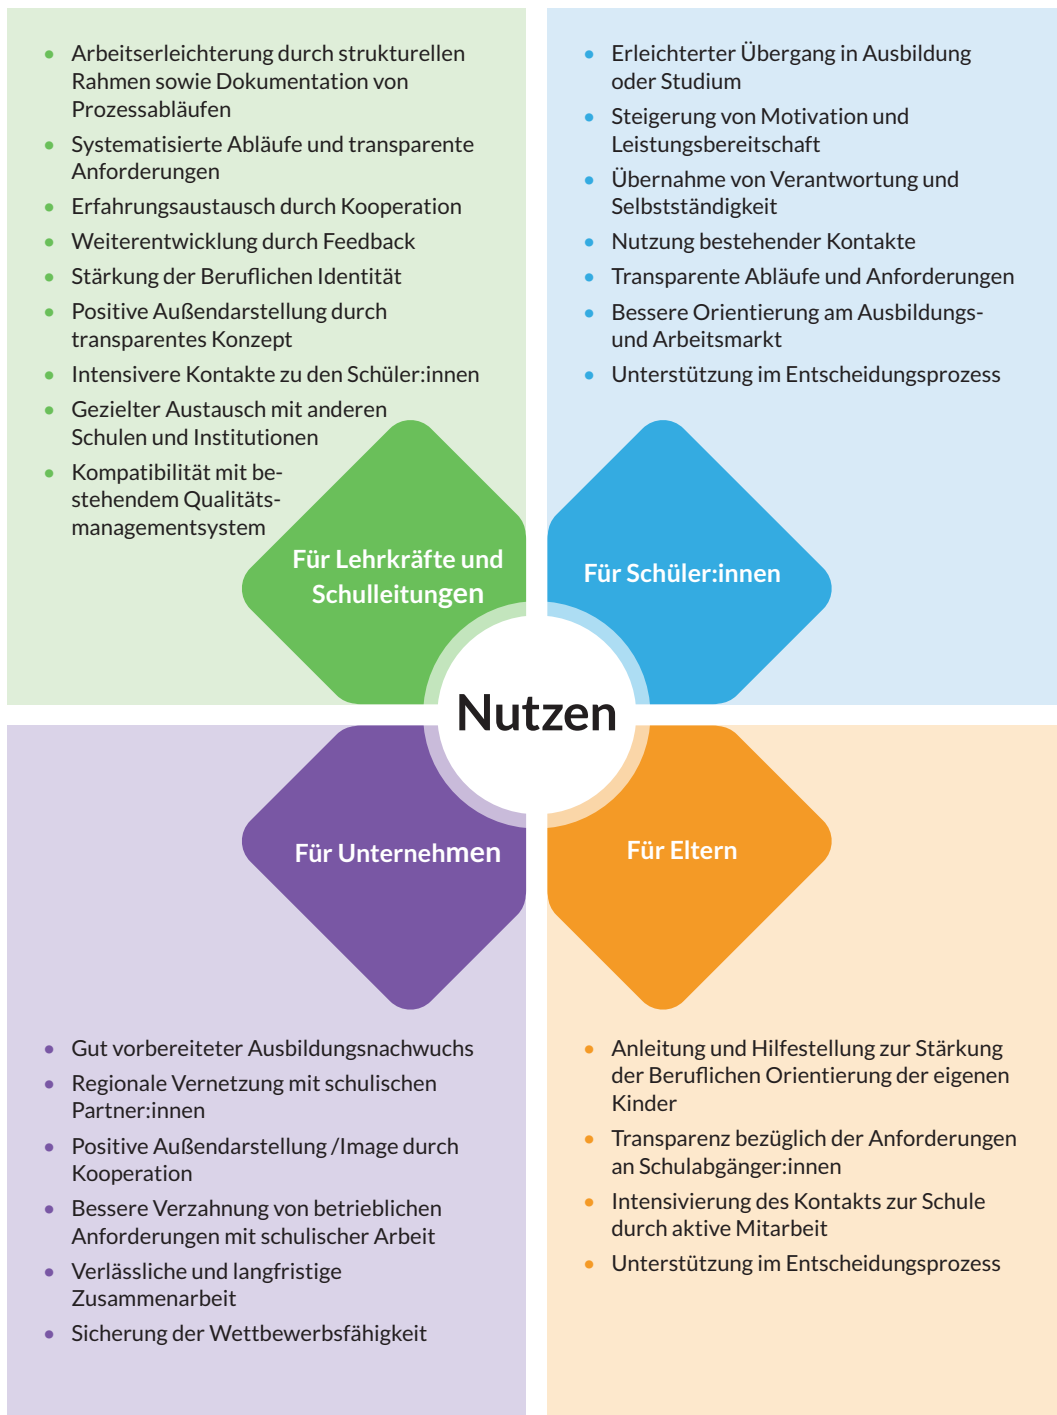 • Arbeitserleichterung durch strukturellen
Rahmen sowie Dokumentation von
Prozessabläufen
• Systematisierte Abläufe und transparente
Anforderungen
• Erfahrungsaustausch durch Kooperation
• Weiterentwicklung durch Feedback
• Stärkung der Beruflichen Identität
• Positive Außendarstellung durch
transparentes Konzept
• Intensivere Kontakte zu den Schüler:innen
• Gezielter Austausch mit anderen
Schulen und Institutionen
• Kompatibilität mit be-
stehendem Qualitäts-
managementsystem
Für Lehrkräfte und
Schulleitungen
• Erleichterter Übergang in Ausbildung
oder Studium
• Steigerung von Motivation und
Leistungsbereitschaft
• Übernahme von Verantwortung und
Selbstständigkeit
• Nutzung bestehender Kontakte
• Transparente Abläufe und Anforderungen
• Bessere Orientierung am Ausbildungs-
und Arbeitsmarkt
• Unterstützung im Entscheidungsprozess
Für Schüler:innen
Nutzen
Für Unternehmen
• Gut vorbereiteter Ausbildungsnachwuchs
• Regionale Vernetzung mit schulischen
Partner:innen
• Positive Außendarstellung /Image durch
Kooperation
• Bessere Verzahnung von betrieblichen
Anforderungen mit schulischer Arbeit
• Verlässliche und langfristige
Zusammenarbeit
• Sicherung der Wettbewerbsfähigkeit
Für Eltern
• Anleitung und Hilfestellung zur Stärkung
der Beruflichen Orientierung der eigenen
Kinder
• Transparenz bezüglich der Anforderungen
an Schulabgänger:innen
• Intensivierung des Kontakts zur Schule
durch aktive Mitarbeit
• Unterstützung im Entscheidungsprozess